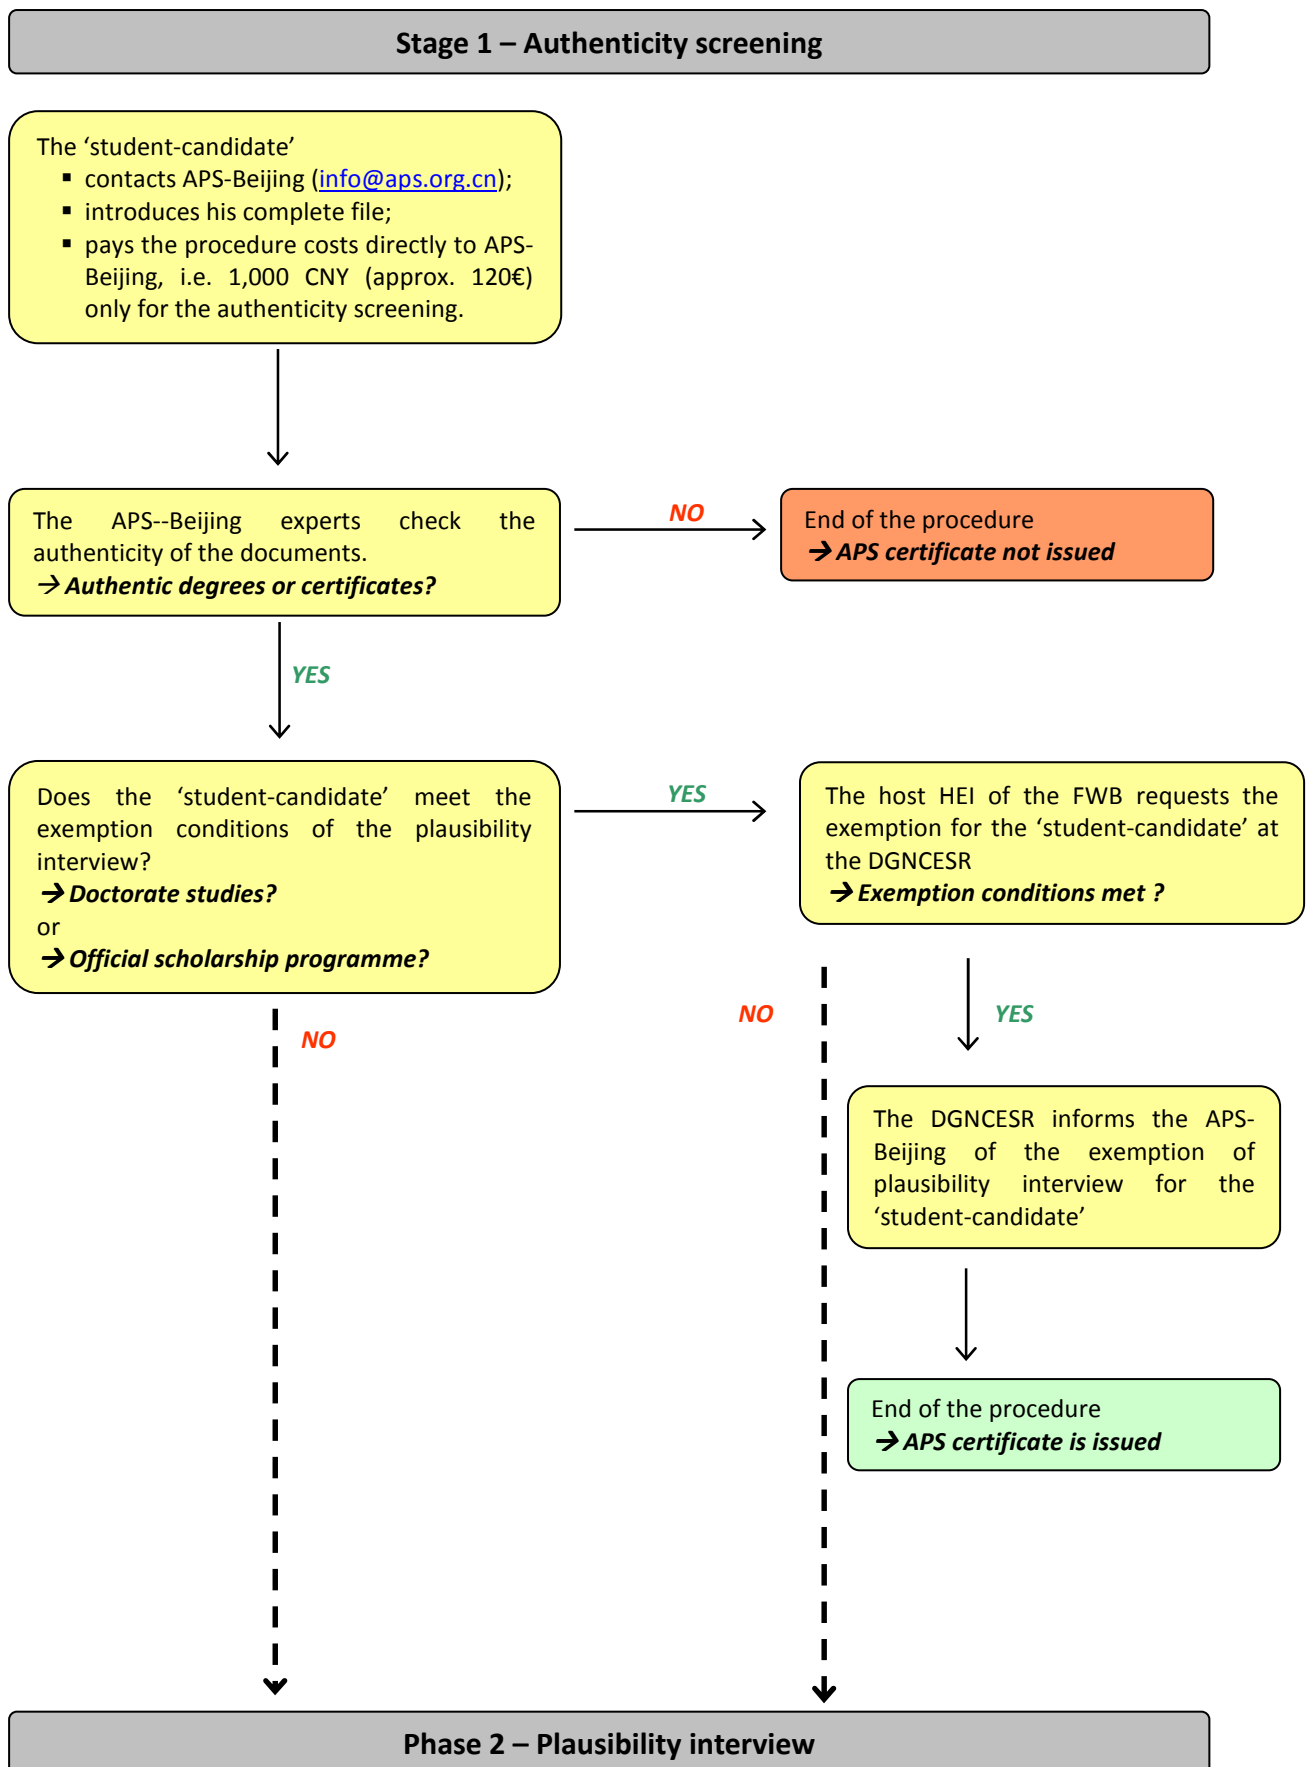 Stage 1 – Authenticity screening
The ‘student-candidate’
▪ contacts APS-Beijing (info@aps.org.cn);
▪ introduces his complete file;
▪ pays the procedure costs directly to APS-
Beijing, i.e. 1,000 CNY (approx. 120€)
only for the authenticity screening.
The APS--Beijing experts check the
authenticity of the documents.
→ Authentic degrees or certificates?
NO
End of the procedure
→ APS certificate not issued
YES
Does the ‘student-candidate’ meet the
exemption conditions of the plausibility
interview?
→ Doctorate studies?
or
→ Official scholarship programme?
YES
The host HEI of the FWB requests the
exemption for the ‘student-candidate’ at
the DGNCESR
→ Exemption conditions met ?
NO
NO
YES
The DGNCESR informs the APS-
Beijing of the exemption of
plausibility interview for the
‘student-candidate’
End of the procedure
→ APS certificate is issued
Phase 2 – Plausibility interview